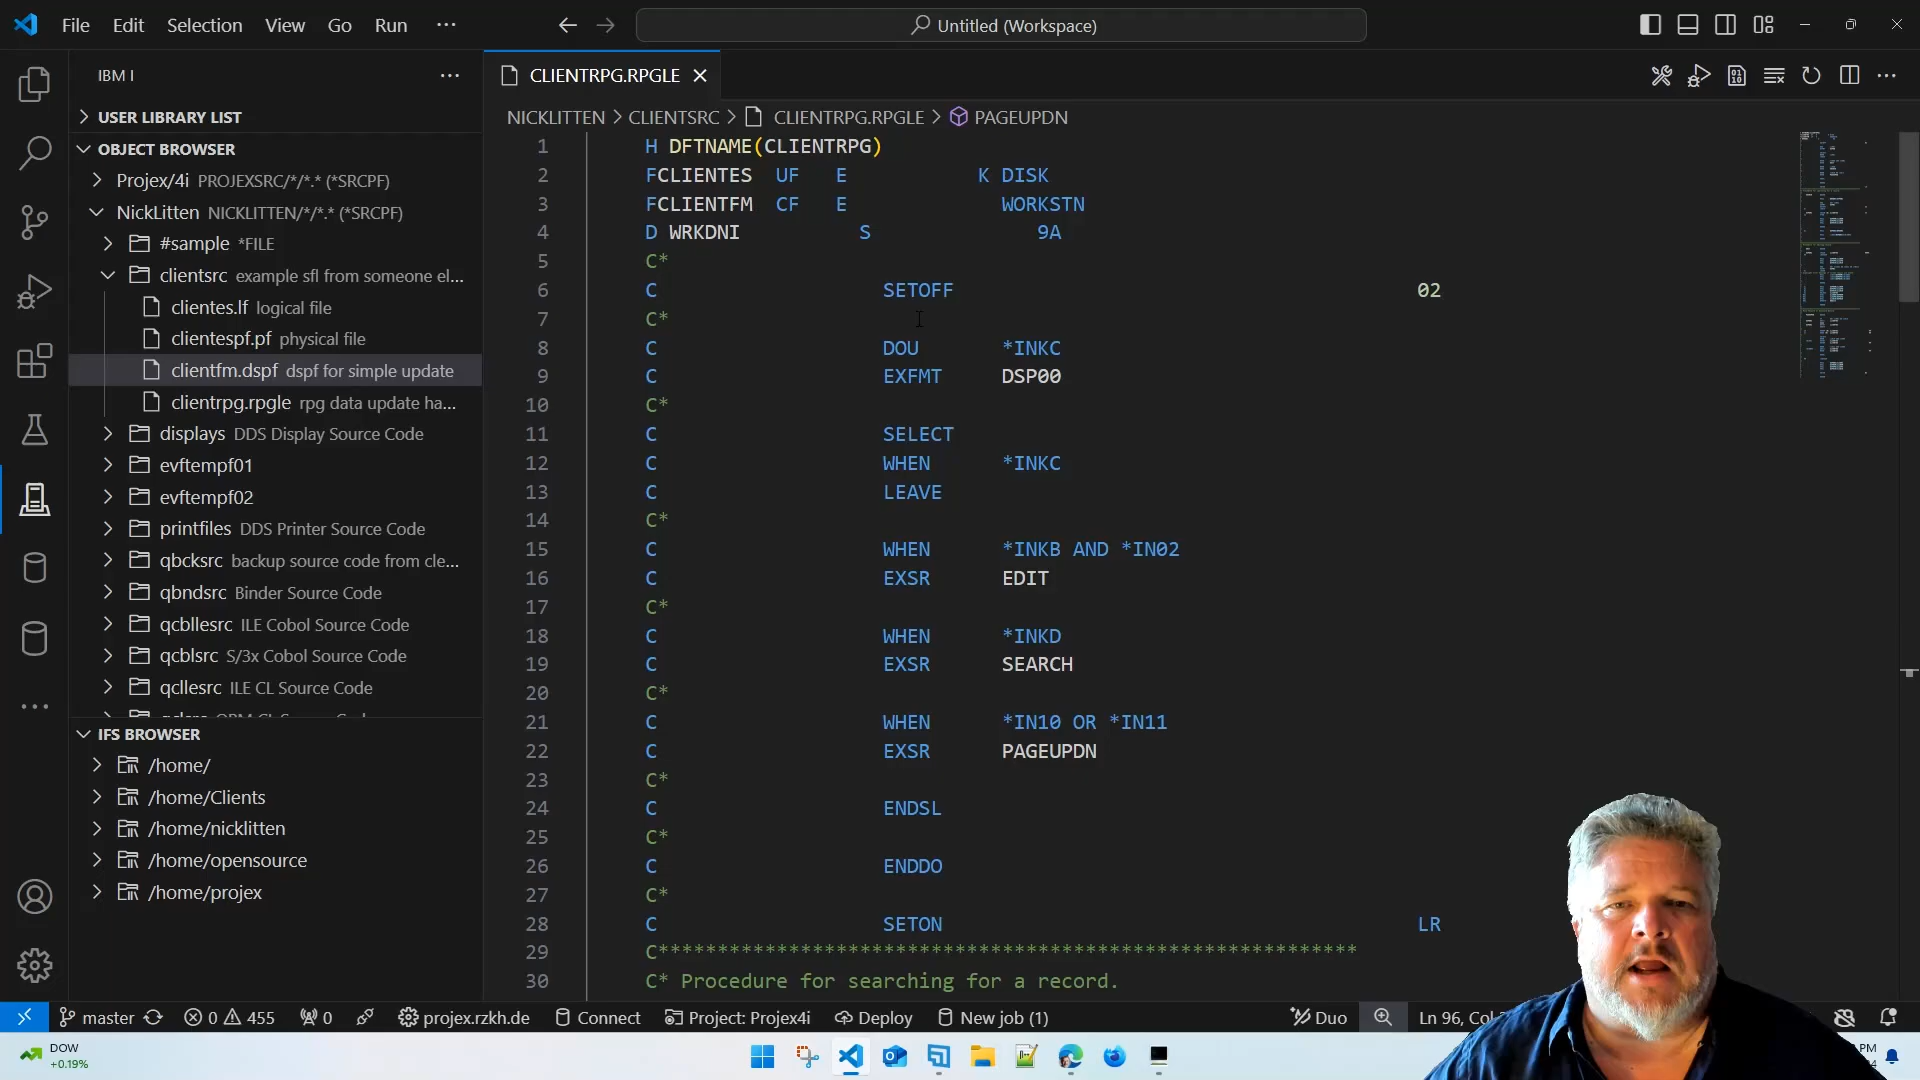 File Edit Selection View Go Run ···
Untitled (Workspace)
IBM I
CLIENTRPG.RPGLE
USER LIBRARY LIST
NICKLITTEN > CLIENTSRC > CLIENTRPG.RPGLE > PAGEUPDN
OBJECT BROWSER
Projex/4i PROJEXSRC/*/*.* (*SRCPF)
NickLitten NICKLITTEN/*/*.* (*SRCPF)
#sample *FILE
clientsrc example sfl from someone el...
clientes.lf logical file
clientespf.pf physical file
clientfm.dspf dspf for simple update
clientrpg.rpgle rpg data update ha...
displays DDS Display Source Code
evftempf01
evftempf02
printfiles DDS Printer Source Code
qbcksrc backup source code from cle...
qbndsrc Binder Source Code
qcbllesrc ILE Cobol Source Code
qcblsrc S/3x Cobol Source Code
qcllesrc ILE CL Source Code
IFS BROWSER
/home/
/home/Clients
/home/nicklitten
/home/opensource
/home/projex
1 H DFTNAME(CLIENTRPG)
2 FCLIENTES UF E K DISK
3 FCLIENTFM CF E WORKSTN
4 D WRKDNI S 9A
5 C*
6 C SETOFF 02
7 C*
8 C DOU *INKC
9 C EXFMT DSP00
10 C*
11 C SELECT
12 C WHEN *INKC
13 C LEAVE
14 C*
15 C WHEN *INKB AND *IN02
16 C EXSR EDIT
17 C*
18 C WHEN *INKD
19 C EXSR SEARCH
20 C*
21 C WHEN *IN10 OR *IN11
22 C EXSR PAGEUPDN
23 C*
24 C ENDSL
25 C*
26 C ENDDO
27 C*
28 C SETON LR
29 C***********************************************************
30 C* Procedure for searching for a record.
master 0 455 0 projex.rzkh.de Connect Project: Projex4i Deploy New job (1) Duo Ln 96,
DOW
+0.19%
PM